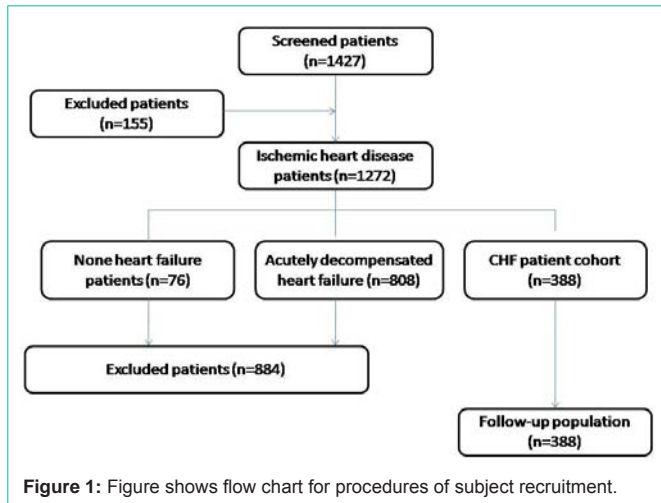 Screened patients
(n=1427)
Excluded patients
(n=155)
Ischemic heart disease
patients (n=1272)
None heart failure
patients (n=76)
Acutely decompensated
heart failure (n=808)
CHF patient cohort
(n=388)
Excluded patients (n=884)
Follow-up population
(n=388)
Figure 1: Figure shows flow chart for procedures of subject recruitment.